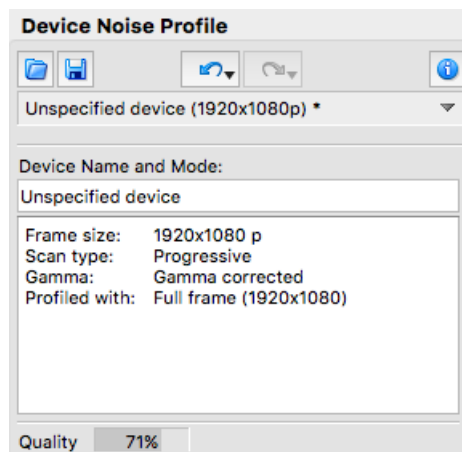 Device Noise Profile
Unspecified device (1920x1080p) *
Device Name and Mode:
Unspecified device
Frame size: 1920x1080 p
Scan type: Progressive
Gamma: Gamma corrected
Profiled with: Full frame (1920x1080)
Quality 71%